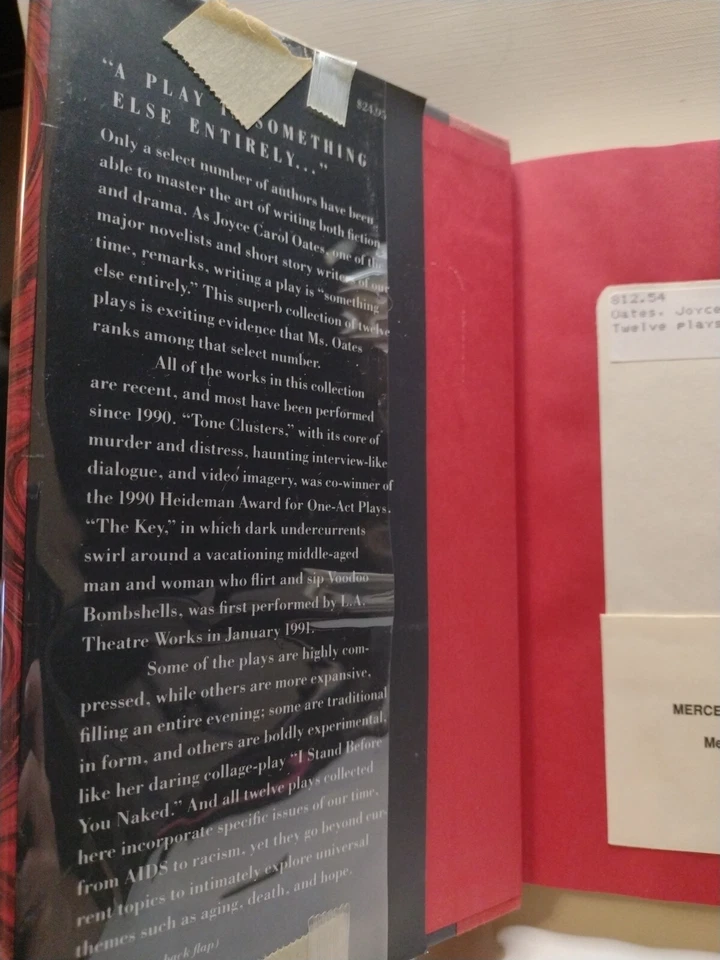 "A PLAY SOMETHING
ELSE ENTIRELY..."
$24.95
Only a select number of authors have been
able to master the art of writing both fiction
and drama. As Joyce Carol Oates, one of the
major novelists and short story writers of our
time, remarks, writing a play is "something
else entirely." This superb collection of twelve
plays is exciting evidence that Ms. Oates
ranks among that select number.
All of the works in this collection
are recent, and most have been performed
since 1990. "Tone Clusters," with its core of
murder and distress, haunting interview-like
dialogue, and video imagery, was co-winner of
the 1990 Heideman Award for One-Act Plays.
"The Key," in which dark undercurrents
swirl around a vacationing middle-aged
man and woman who flirt and sip Voodoo
Bombshells, was first performed by L.A.
Theatre Works in January 1991.
Some of the plays are highly com-
pressed, while others are more expansive,
filling an entire evening; some are traditional
in form, and others are boldly experimental,
like her daring collage-play "I Stand Before
You Naked." And all twelve plays collected
here incorporate specific issues of our time,
from AIDS to racism, yet they go beyond cur-
rent topics to intimately explore universal
themes such as aging, death, and hope.
back flap)
812.54
Oates, Joyce
Twelve plays
MERCE
Me